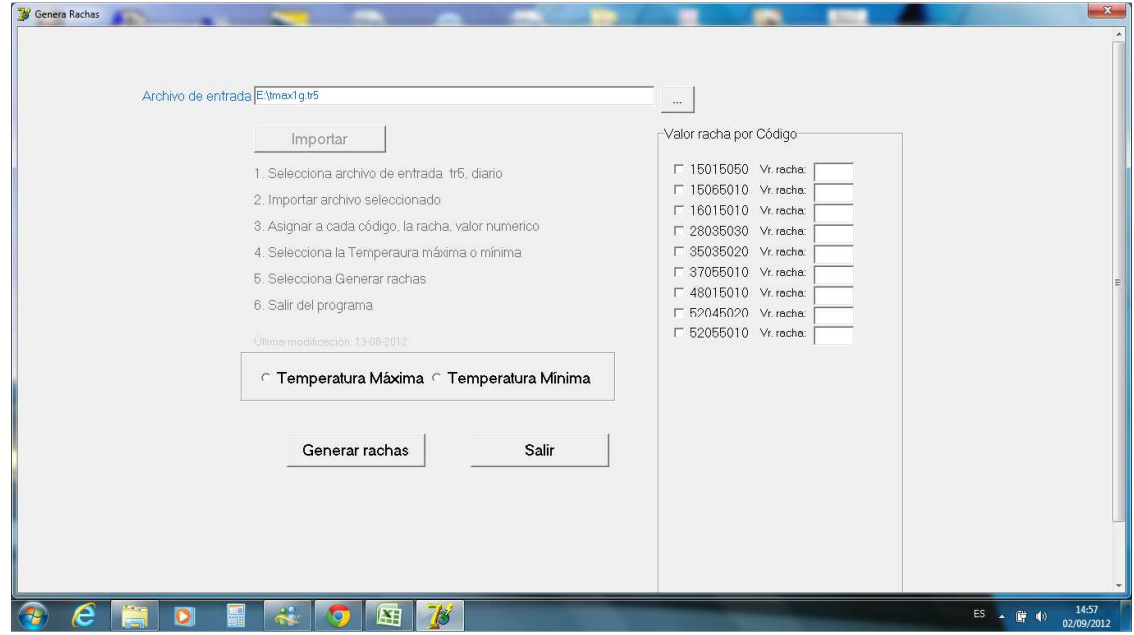 Genera Rachas
Archivo de entrada E:\tmax1g.tr5 ...
Importar
1. Selecciona archivo de entrada tr5, diario
2. Importar archivo seleccionado
3. Asignar a cada código, la racha, valor numerico
4. Selecciona la Temperaura máxima o mínima
5. Selecciona Generar rachas
6. Salir del programa
Última modificación: 13-08-2012
Temperatura Máxima Temperatura Mínima
Generar rachas Salir
Valor racha por Código
15015050 Vr. racha:
15065010 Vr. racha:
16015010 Vr. racha:
28035030 Vr. racha:
35035020 Vr. racha:
37055010 Vr. racha:
48015010 Vr. racha:
52045020 Vr. racha:
52055010 Vr. racha:
ES 14:57
02/09/2012